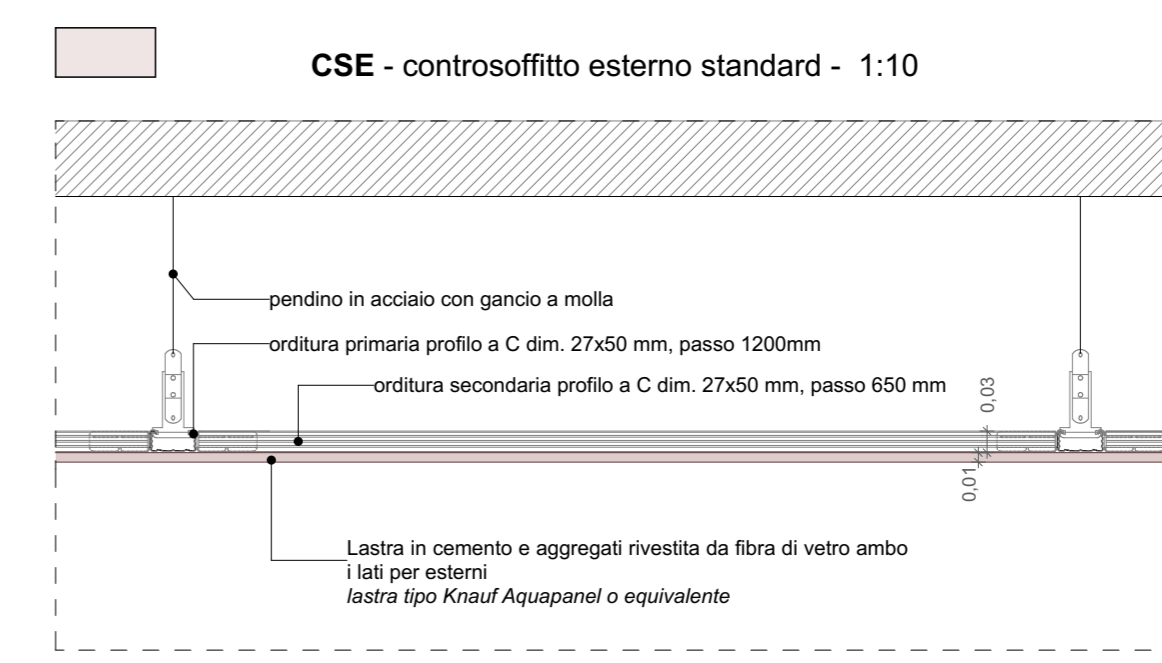 CSE - controsoffitto esterno standard - 1:10
pendino in acciaio con gancio a molla
orditura primaria profilo a C dim. 27x50 mm, passo 1200mm
orditura secondaria profilo a C dim. 27x50 mm, passo 650 mm
0,03
0,01
Lastra in cemento e aggregati rivestita da fibra di vetro ambo
i lati per esterni
lastra tipo Knauf Aquapanel o equivalente